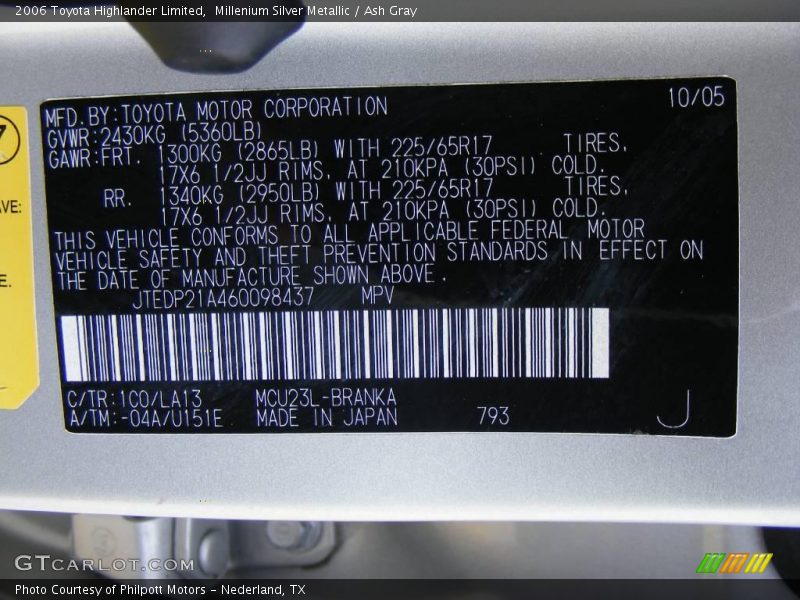 2006 Toyota Highlander Limited,  Millenium Silver Metallic / Ash Gray
MFD. BY: TOYOTA MOTOR CORPORATION 10/05
GVWR: 2430KG (5360LB)
GAWR: FRT. 1300KG (2865LB) WITH 225/65R17 TIRES,
17X6 1/2JJ RIMS, AT 210KPA (30PSI) COLD.
RR. 1340KG (2950LB) WITH 225/65R17 TIRES,
17X6 1/2JJ RIMS, AT 210KPA (30PSI) COLD.
THIS VEHICLE CONFORMS TO ALL APPLICABLE FEDERAL MOTOR
VEHICLE SAFETY AND THEFT PREVENTION STANDARDS IN EFFECT ON
THE DATE OF MANUFACTURE SHOWN ABOVE.
JTEDP21A460098437 MPV
C/TR: 1C0/LA13 MCU23L-BRANKA
A/TM: -04A/U151E MADE IN JAPAN 793 J
7
AVE:
E.
GTCARLOT.COM
Photo Courtesy of Philpott Motors - Nederland, TX